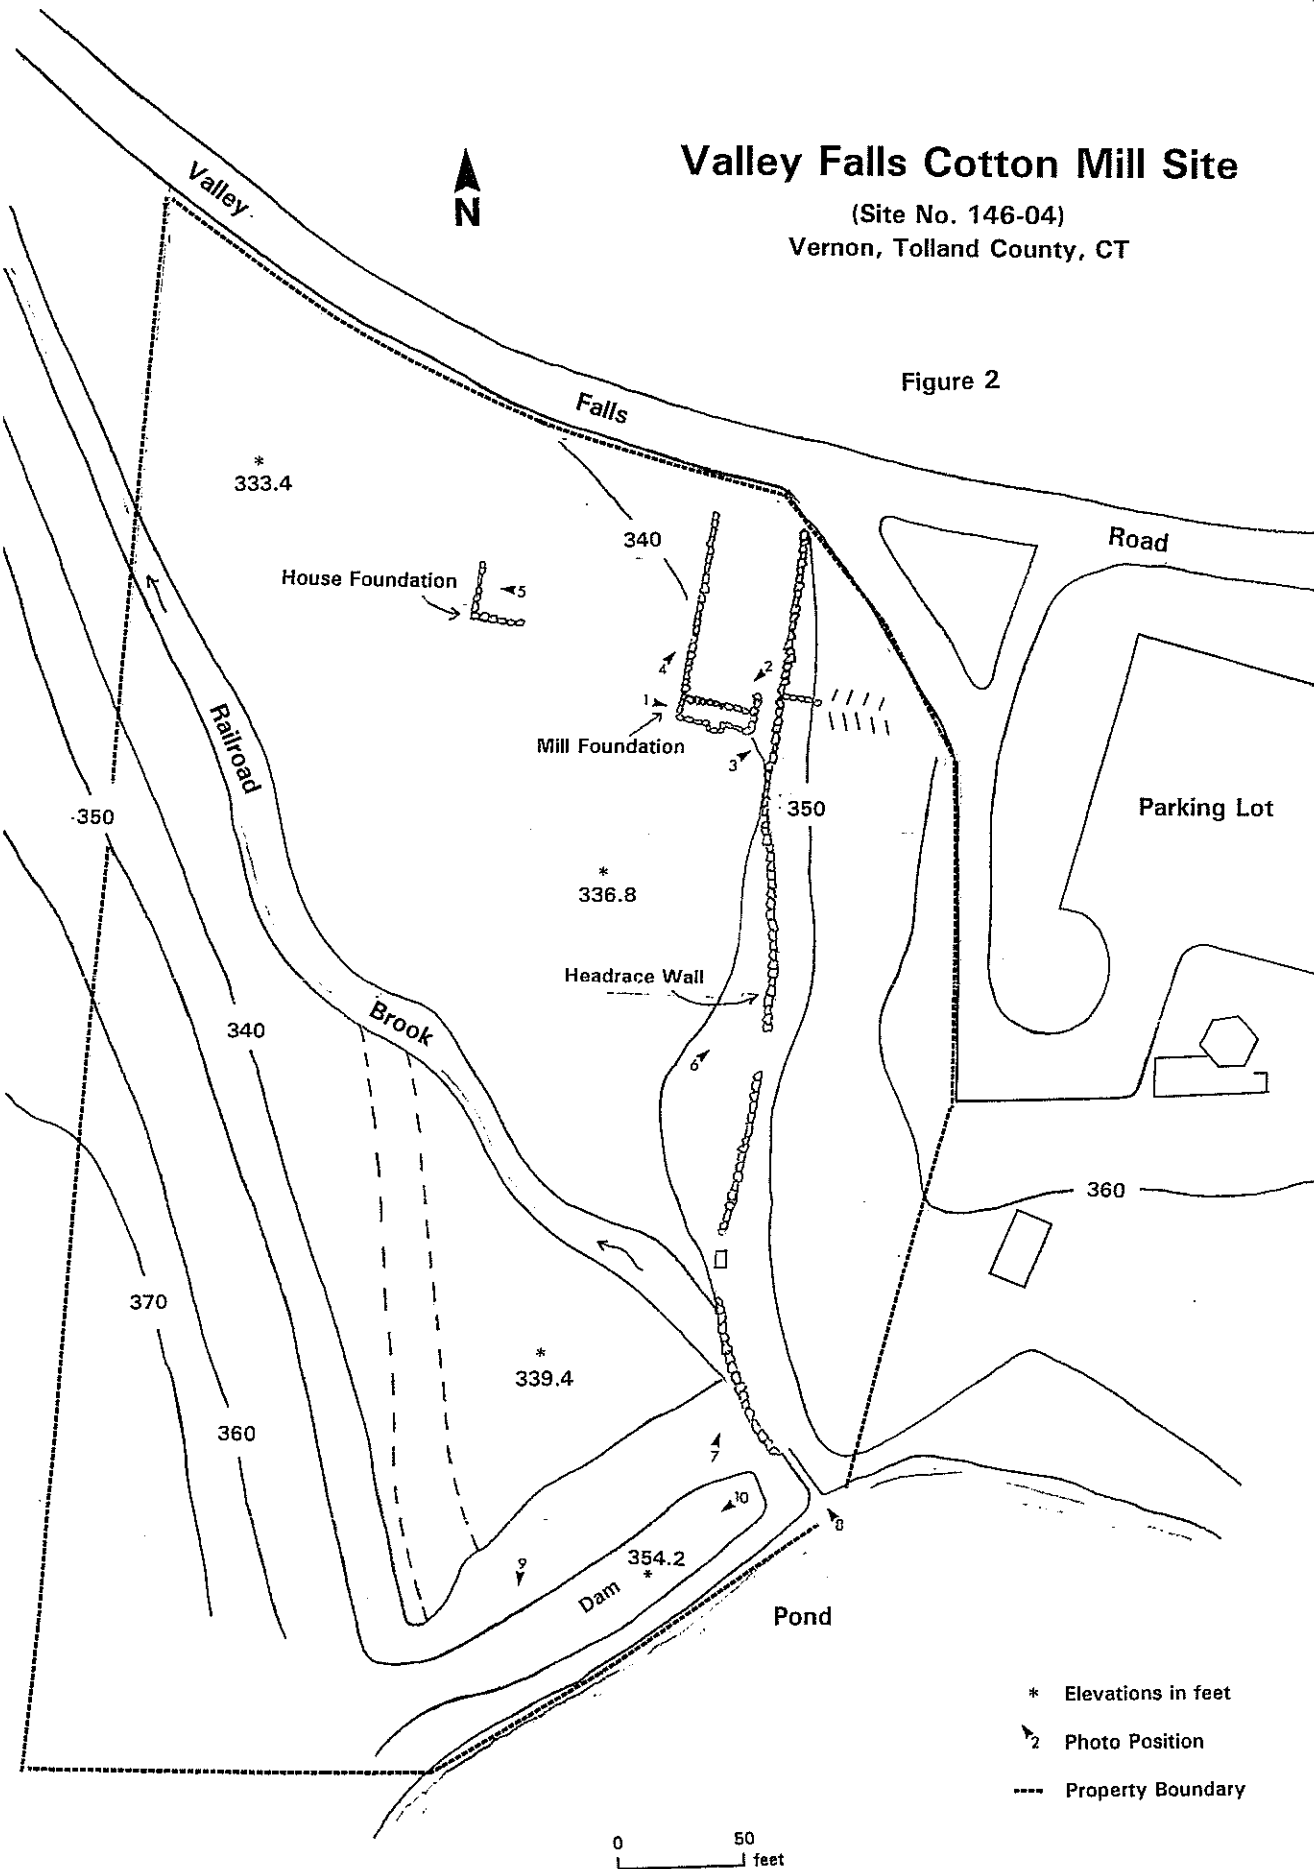 Valley Falls Cotton Mill Site
(Site No. 146-04)
Vernon, Tolland County, CT
N
Valley
Figure 2
Falls
*
333.4
Road
340
House Foundation
5
4
2
1
Mill Foundation
3
Railroad
350
350
Parking Lot
*
336.8
Headrace Wall
Brook
340
6
360
370
*
339.4
360
7
10
8
9
354.2
*
Dam
Pond
* Elevations in feet
2 Photo Position
Property Boundary
0 50
feet